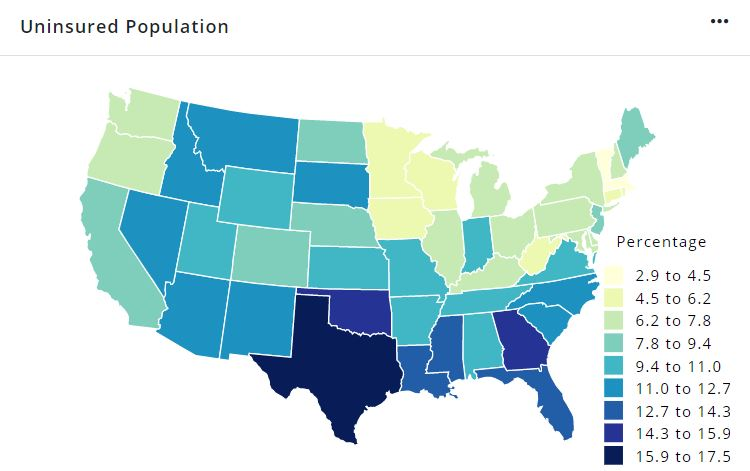 Uninsured Population
•••
Percentage
2.9 to 4.5
4.5 to 6.2
6.2 to 7.8
7.8 to 9.4
9.4 to 11.0
11.0 to 12.7
12.7 to 14.3
14.3 to 15.9
15.9 to 17.5